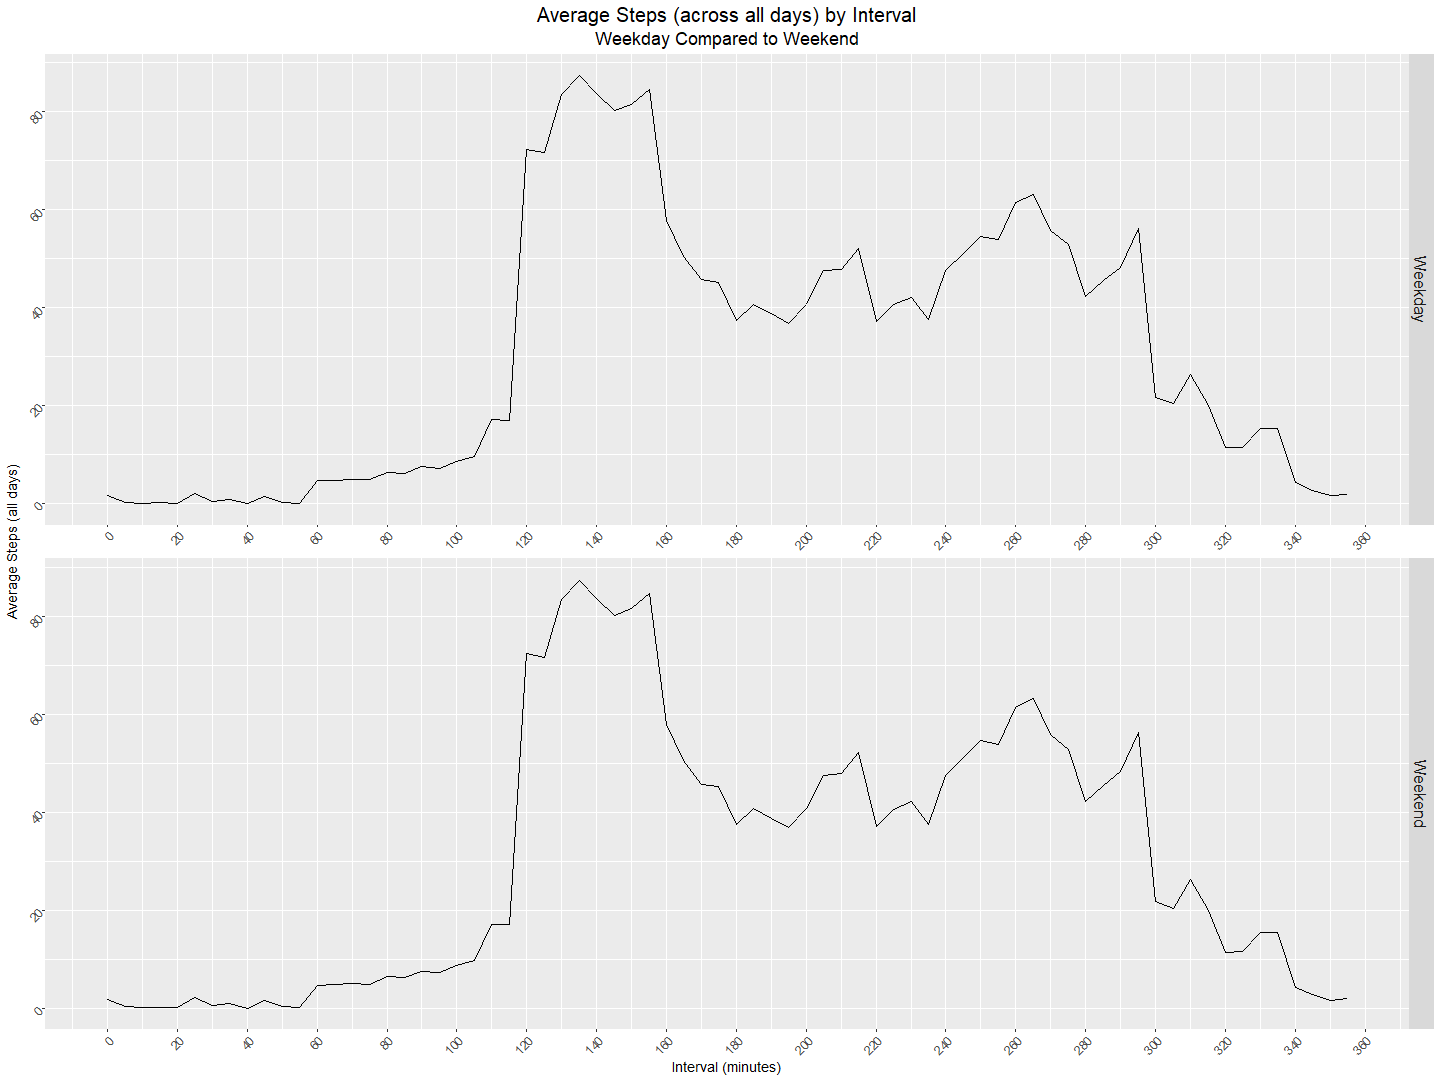 Average Steps (across all days) by Interval
Weekday Compared to Weekend
80
60
40
20
0
Weekday
0 20 40 60 80 100 120 140 160 180 200 220 240 260 280 300 320 340 360
Average Steps (all days)
80
60
40
20
0
Weekend
0 20 40 60 80 100 120 140 160 180 200 220 240 260 280 300 320 340 360
Interval (minutes)